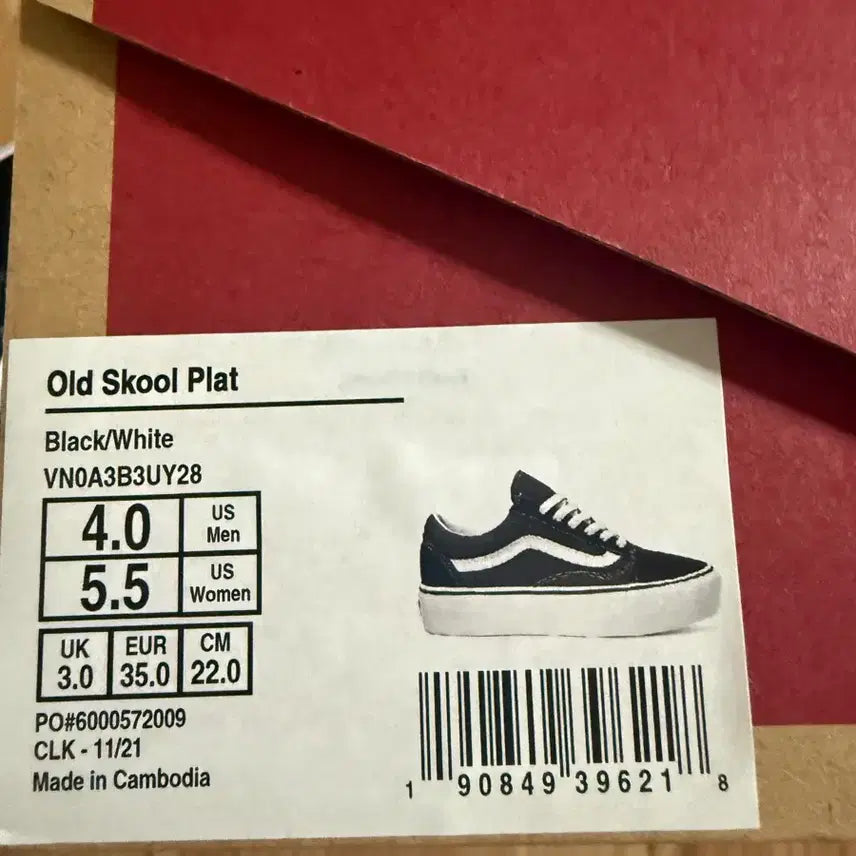 Old Skool Plat
Black/White
VN0A3B3UY28
4.0 US Men
5.5 US Women
UK EUR CM
3.0 35.0 22.0
PO#6000572009
CLK - 11/21
Made in Cambodia
1 90849 39621 8